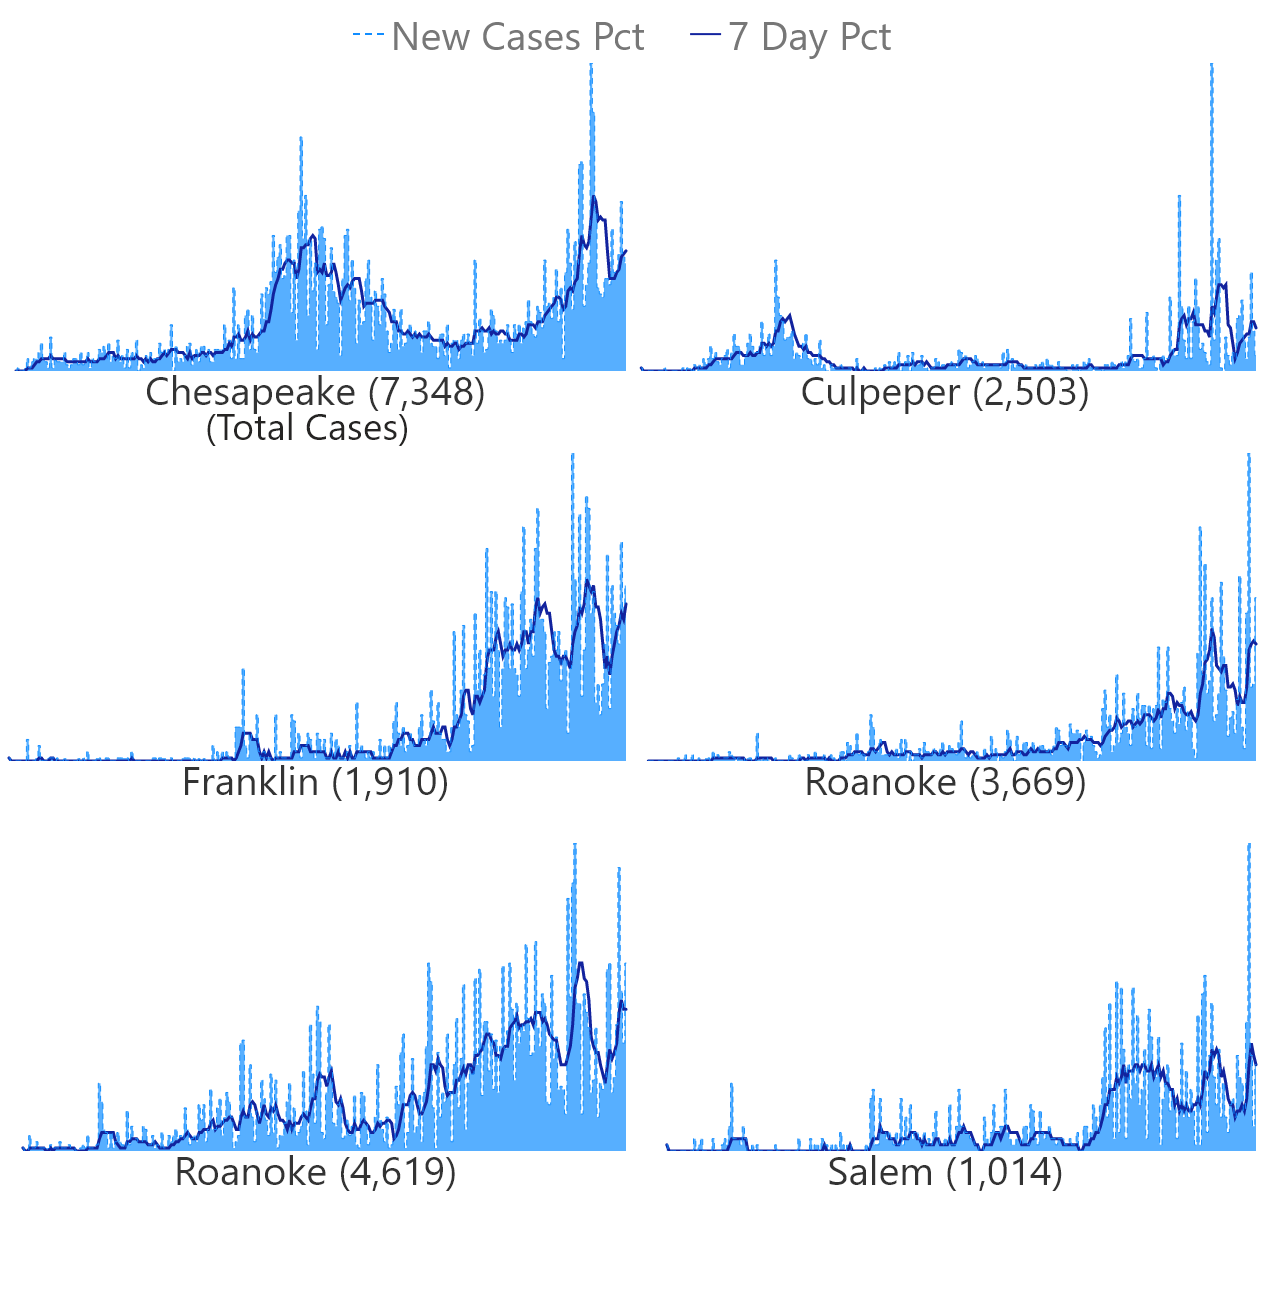 New Cases Pct 7 Day Pct
Chesapeake (7,348) Culpeper (2,503)
(Total Cases)
Franklin (1,910) Roanoke (3,669)
Roanoke (4,619) Salem (1,014)